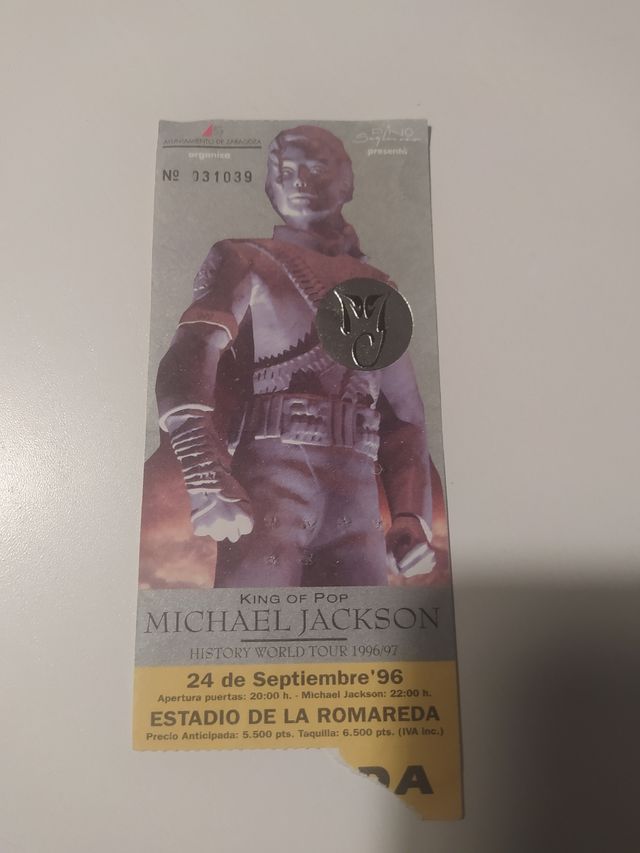 AYUNTAMIENTO DE ZARAGOZA
organiza
Nº 031039
presenta
MJ
KING OF POP
MICHAEL JACKSON
HISTORY WORLD TOUR 1996/97
24 de Septiembre'96
Apertura puertas: 20:00 h. - Michael Jackson: 22:00 h.
ESTADIO DE LA ROMAREDA
Precio Anticipada: 5.500 pts. Taquilla: 6.500 pts. (IVA inc.)
DA